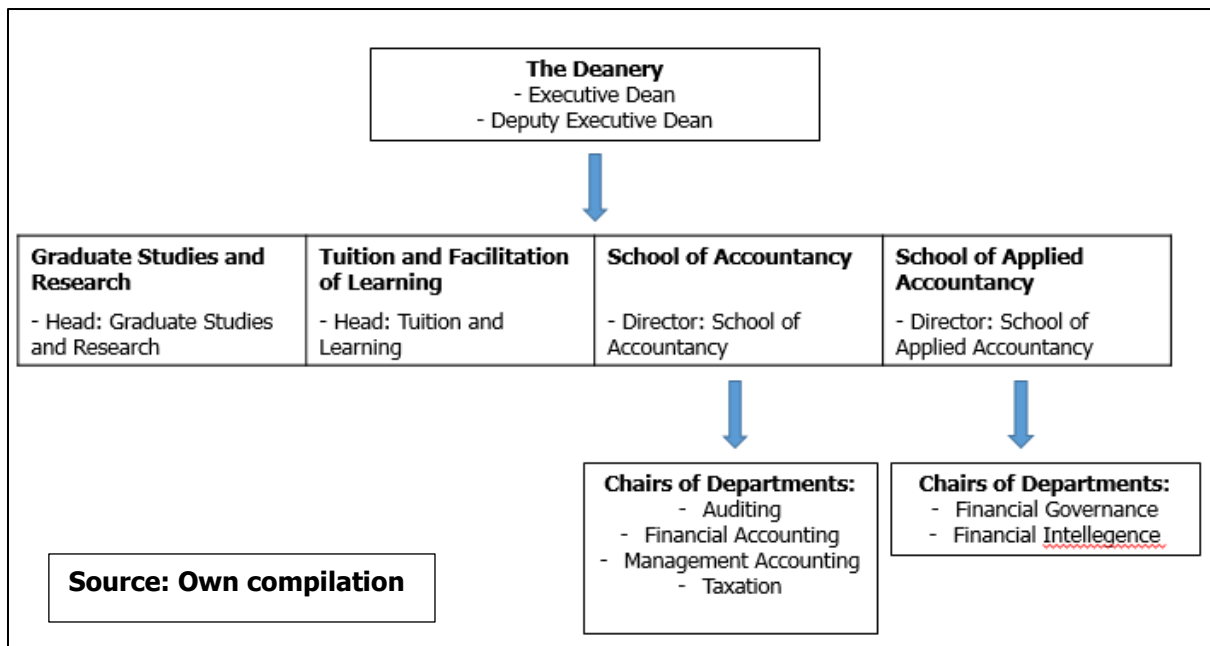 The Deanery
- Executive Dean
- Deputy Executive Dean
Graduate Studies and
Research
- Head: Graduate Studies
and Research
Tuition and Facilitation
of Learning
- Head: Tuition and
Learning
School of Accountancy
- Director: School of
Accountancy
School of Applied
Accountancy
- Director: School of
Applied Accountancy
Chairs of Departments:
- Auditing
- Financial Accounting
- Management Accounting
- Taxation
Chairs of Departments:
- Financial Governance
- Financial Intellegence
Source: Own compilation